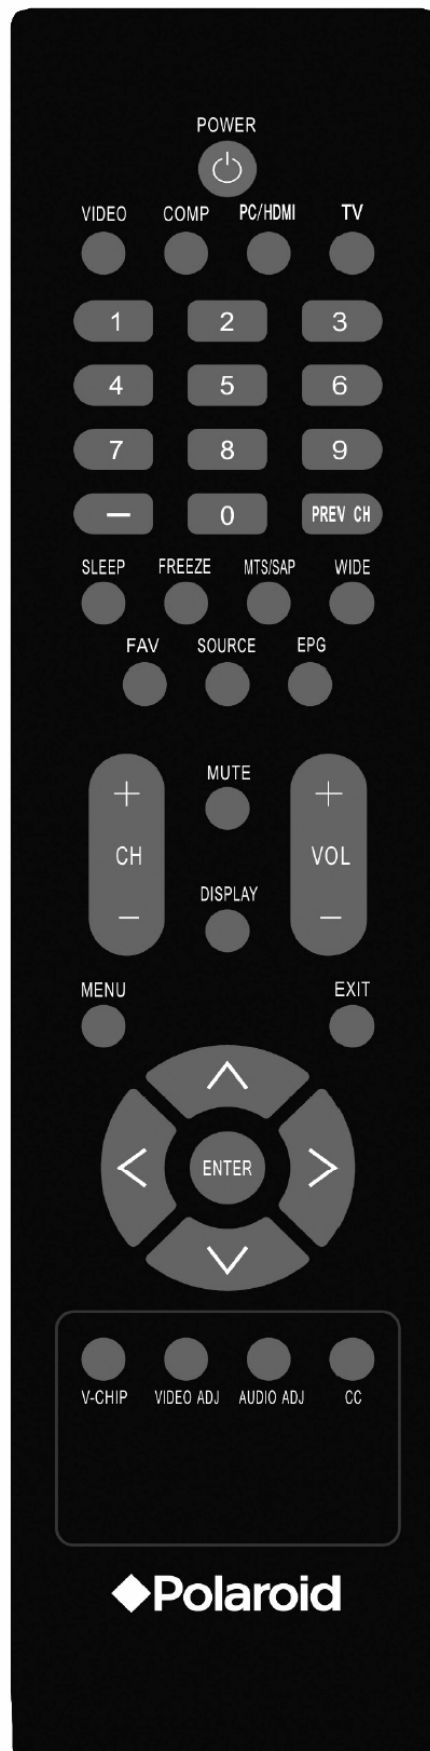 POWER
VIDEO COMP PC/HDMI TV
1 2 3
4 5 6
7 8 9
— 0 PREV CH
SLEEP FREEZE MTS/SAP WIDE
FAV SOURCE EPG
+ MUTE +
CH VOL
— DISPLAY —
MENU EXIT
ENTER
V-CHIP VIDEO ADJ AUDIO ADJ CC
Polaroid